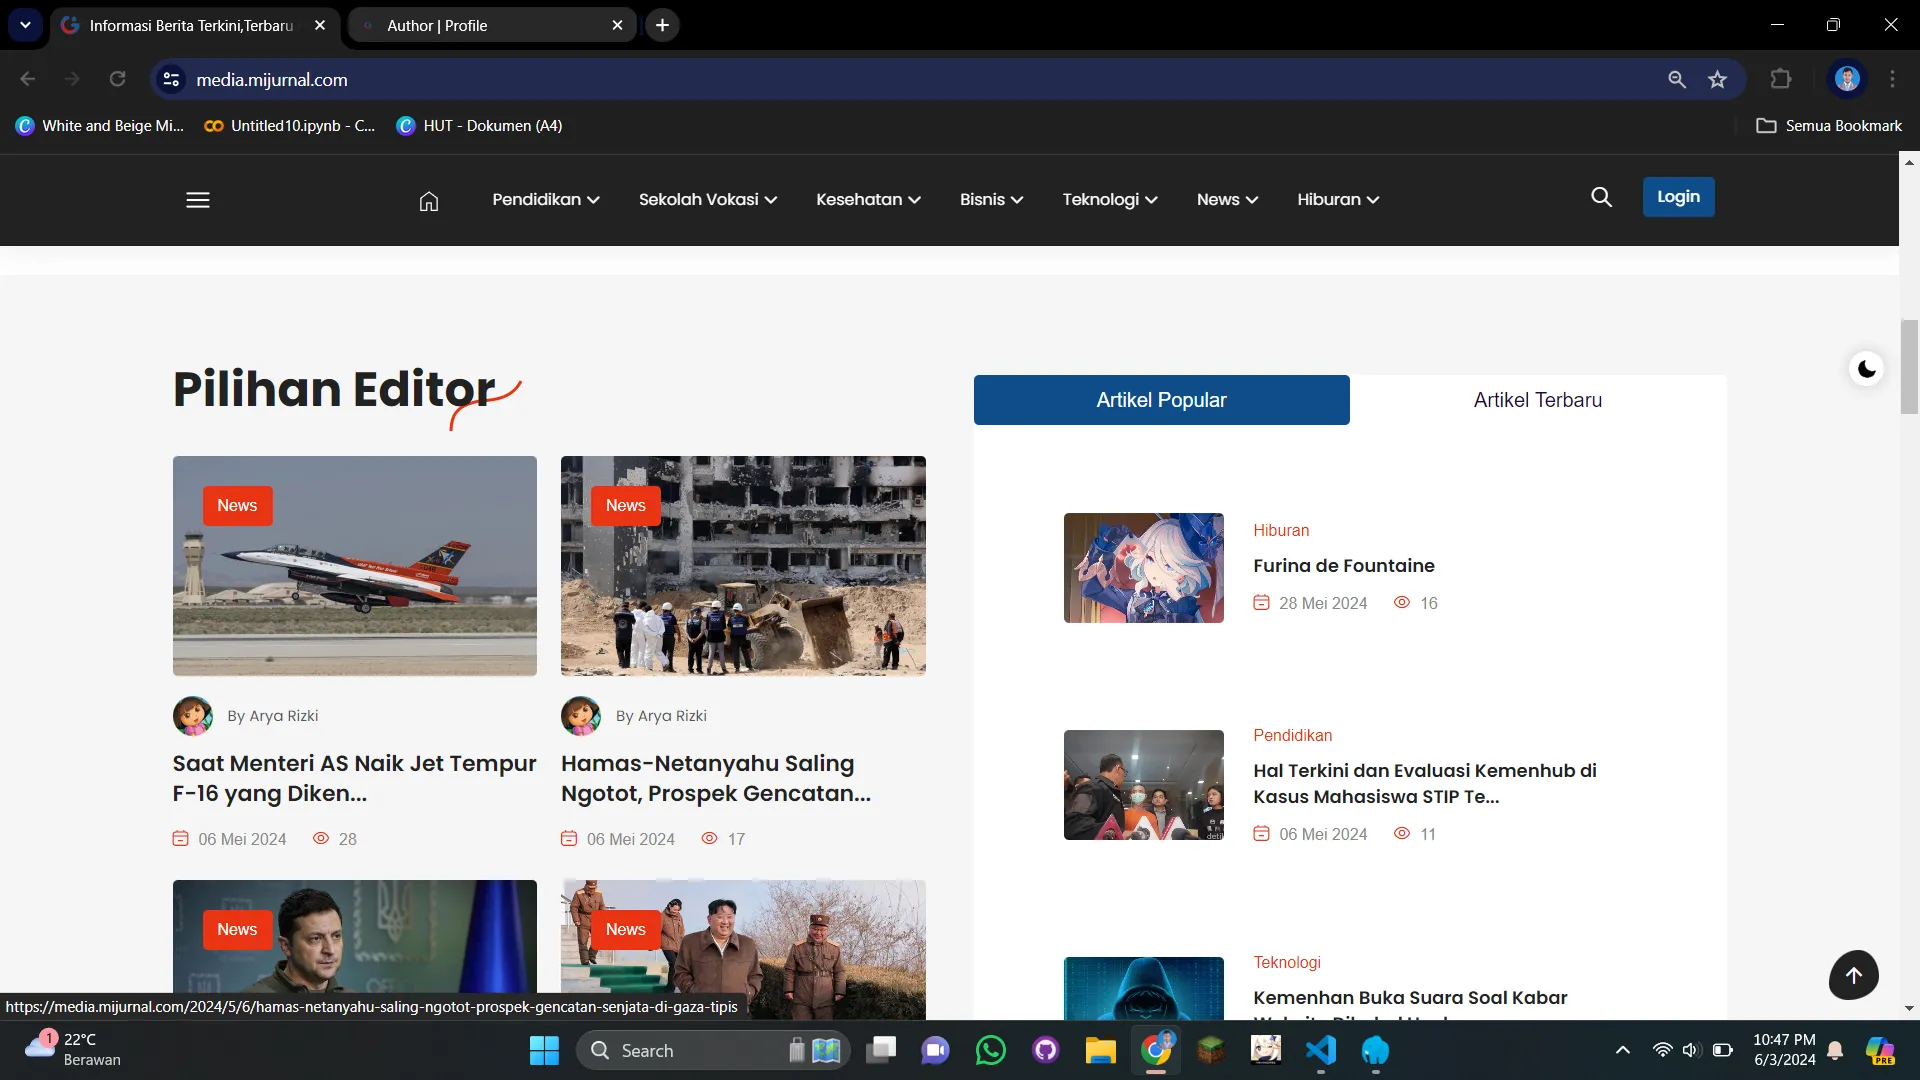 Informasi Berita Terkini,Terbaru
Author | Profile
media.mijurnal.com
White and Beige Mi...
Untitled10.ipynb - C...
HUT - Dokumen (A4)
Semua Bookmark
Pendidikan
Sekolah Vokasi
Kesehatan
Bisnis
Teknologi
News
Hiburan
Login
Pilihan Editor
News
By Arya Rizki
Saat Menteri AS Naik Jet Tempur
F-16 yang Diken...
06 Mei 2024
28
News
By Arya Rizki
Hamas-Netanyahu Saling
Ngotot, Prospek Gencatan...
06 Mei 2024
17
News
News
Artikel Popular
Artikel Terbaru
Hiburan
Furina de Fountaine
28 Mei 2024
16
Pendidikan
Hal Terkini dan Evaluasi Kemenhub di
Kasus Mahasiswa STIP Te...
06 Mei 2024
11
Teknologi
Kemenhan Buka Suara Soal Kabar
https://media.mijurnal.com/2024/5/6/hamas-netanyahu-saling-ngotot-prospek-gencatan-senjata-di-gaza-tipis
1
22°C
Berawan
Search
10:47 PM
6/3/2024
PRE